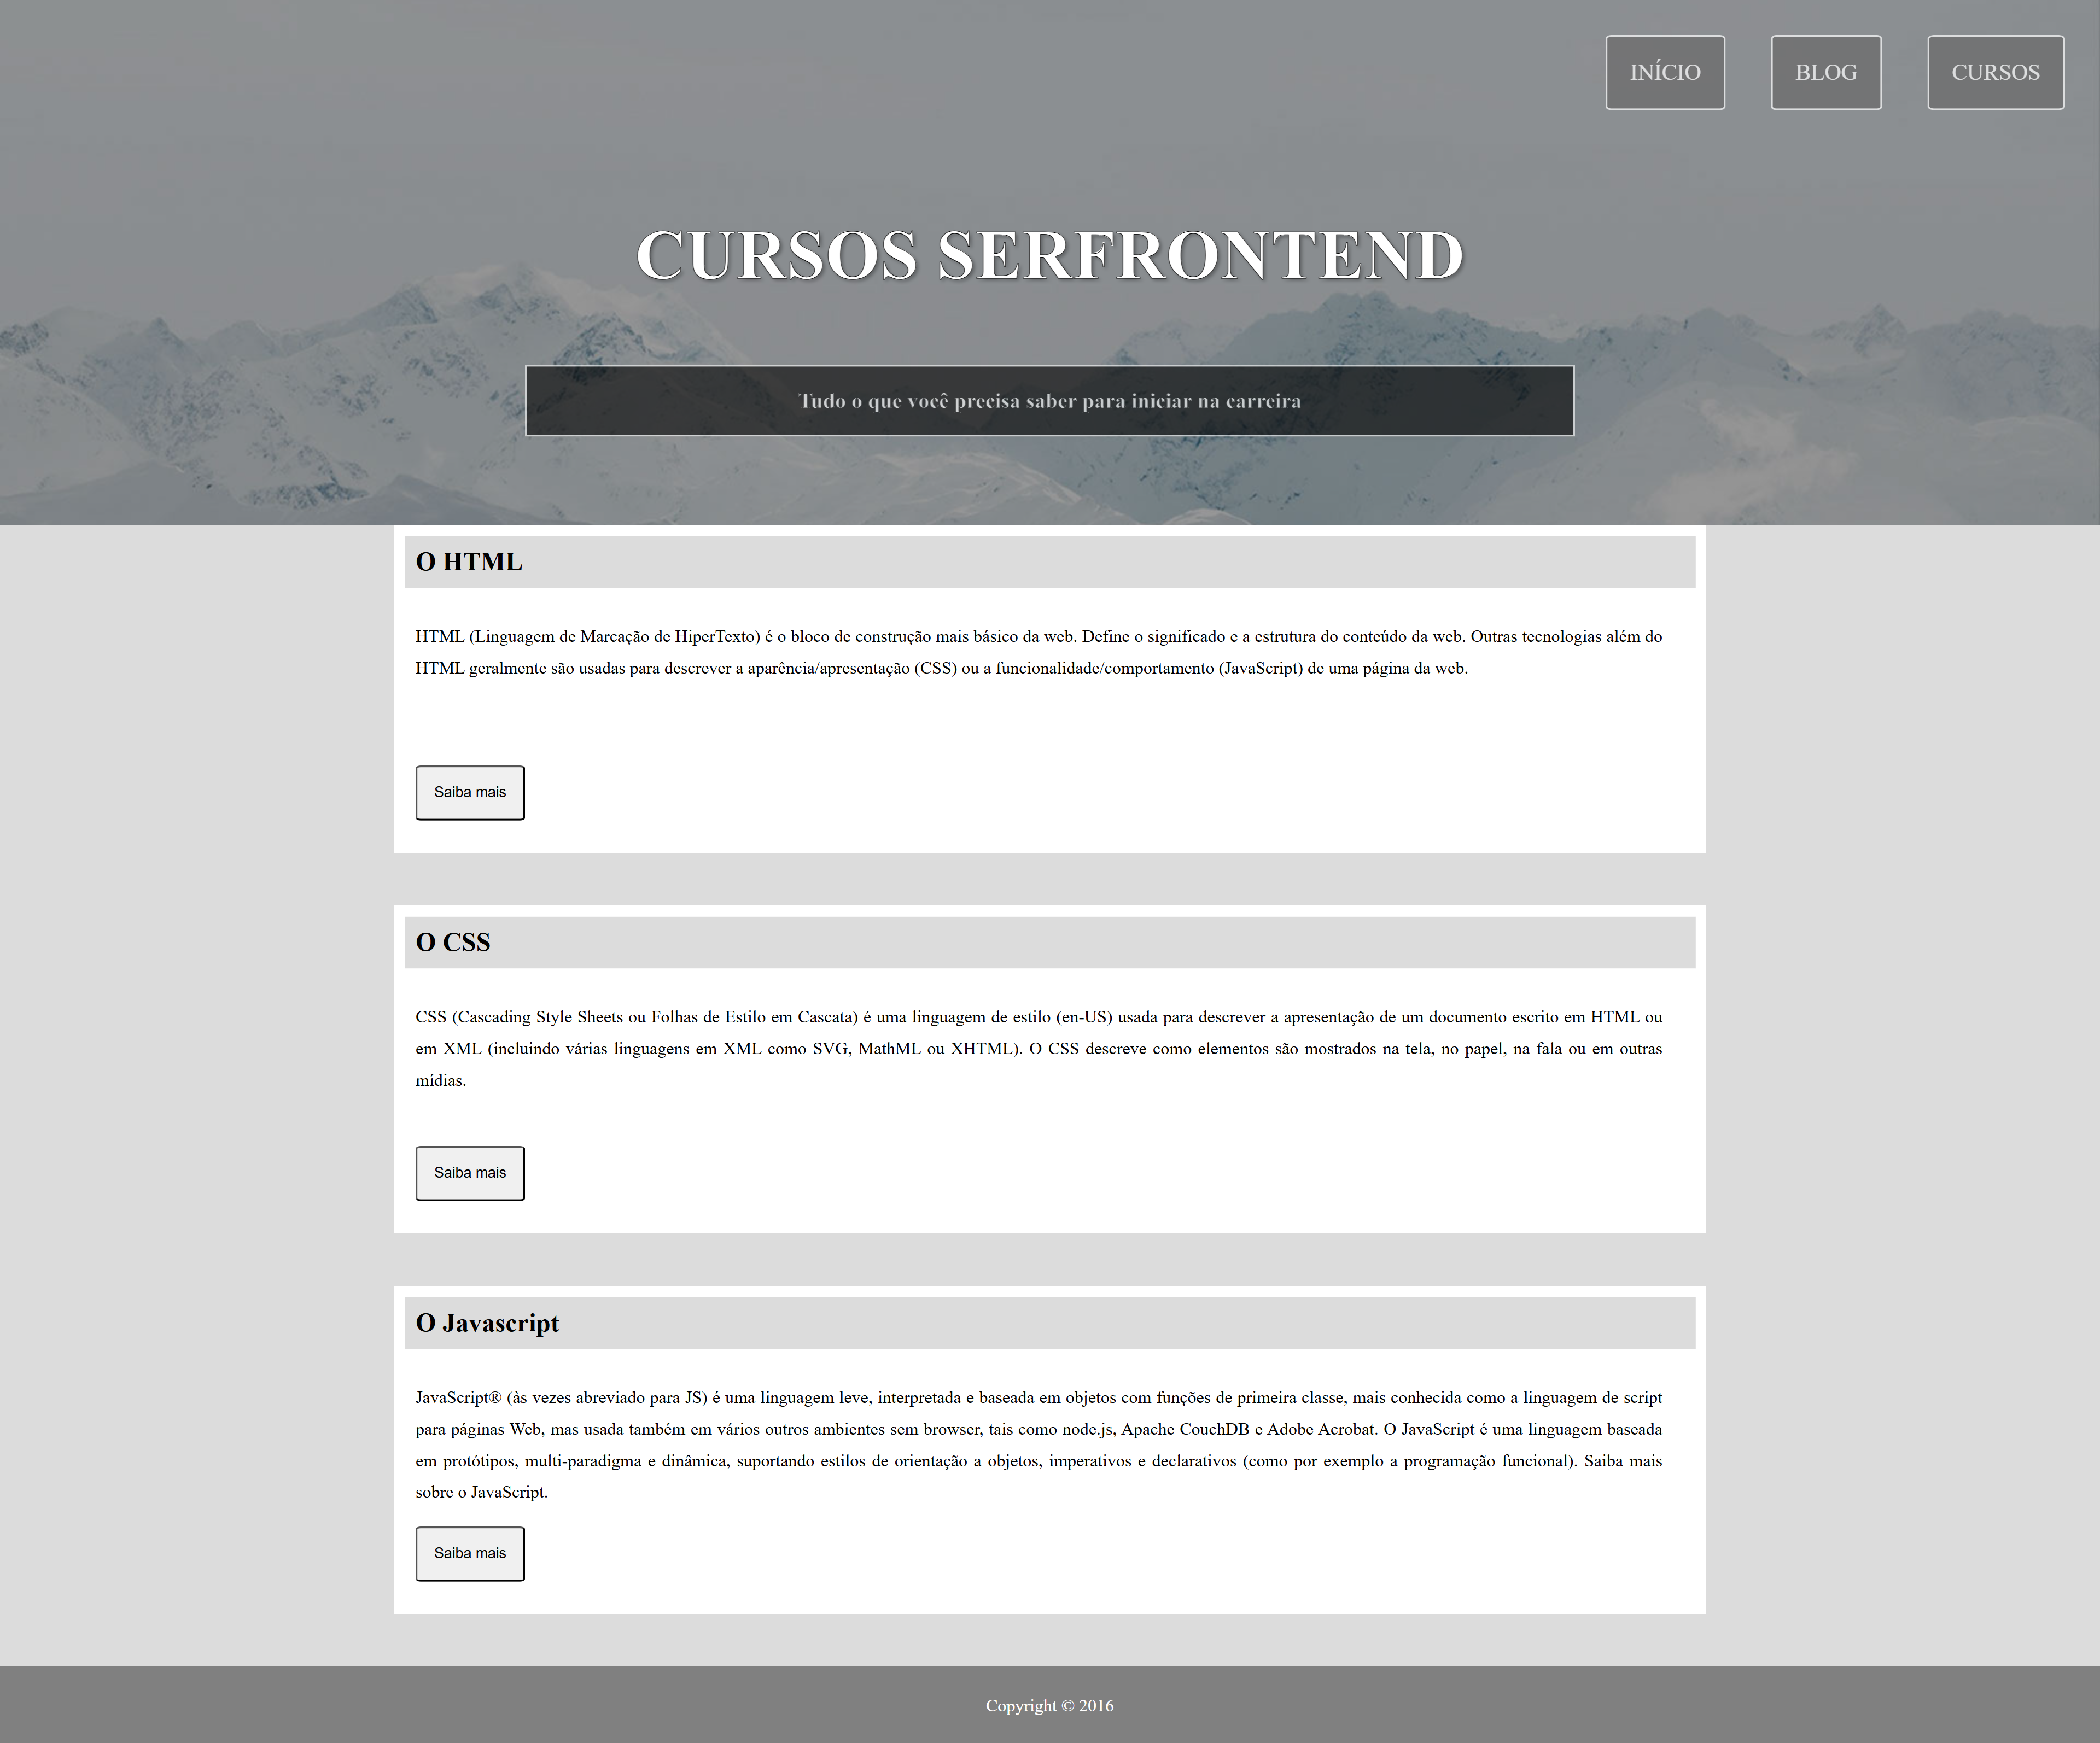 INÍCIO BLOG CURSOS
CURSOS SERFRONTEND
Tudo o que você precisa saber para iniciar na carreira
O HTML
HTML (Linguagem de Marcação de HiperTexto) é o bloco de construção mais básico da web. Define o significado e a estrutura do conteúdo da web. Outras tecnologias além do
HTML geralmente são usadas para descrever a aparência/apresentação (CSS) ou a funcionalidade/comportamento (JavaScript) de uma página da web.
Saiba mais
O CSS
CSS (Cascading Style Sheets ou Folhas de Estilo em Cascata) é uma linguagem de estilo (en-US) usada para descrever a apresentação de um documento escrito em HTML ou
em XML (incluindo várias linguagens em XML como SVG, MathML ou XHTML). O CSS descreve como elementos são mostrados na tela, no papel, na fala ou em outras
mídias.
Saiba mais
O Javascript
JavaScript® (às vezes abreviado para JS) é uma linguagem leve, interpretada e baseada em objetos com funções de primeira classe, mais conhecida como a linguagem de script
para páginas Web, mas usada também em vários outros ambientes sem browser, tais como node.js, Apache CouchDB e Adobe Acrobat. O JavaScript é uma linguagem baseada
em protótipos, multi-paradigma e dinâmica, suportando estilos de orientação a objetos, imperativos e declarativos (como por exemplo a programação funcional). Saiba mais
sobre o JavaScript.
Saiba mais
Copyright © 2016